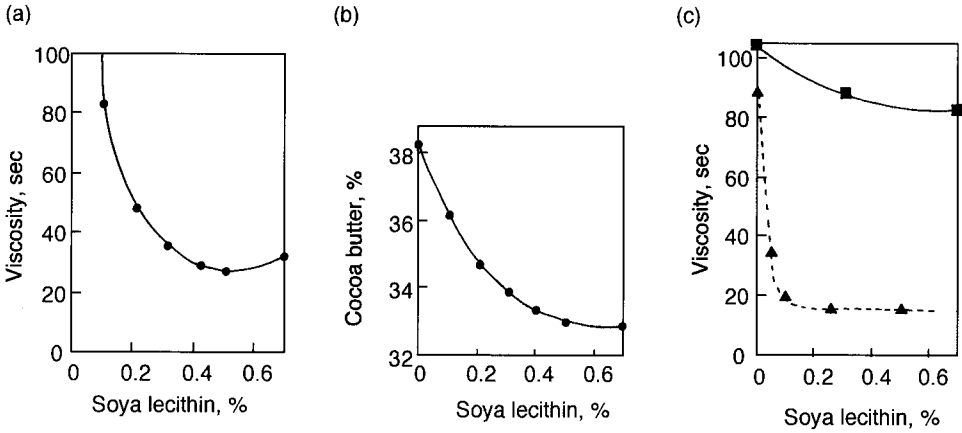 (a)
100
80
60
40
20
0
Viscosity, sec
0 0.2 0.4 0.6
Soya lecithin, %
(b)
38
36
34
32
Cocoa butter, %
0 0.2 0.4 0.6
Soya lecithin, %
(c)
100
80
60
40
20
0
Viscosity, sec
0 0.2 0.4 0.6
Soya lecithin, %